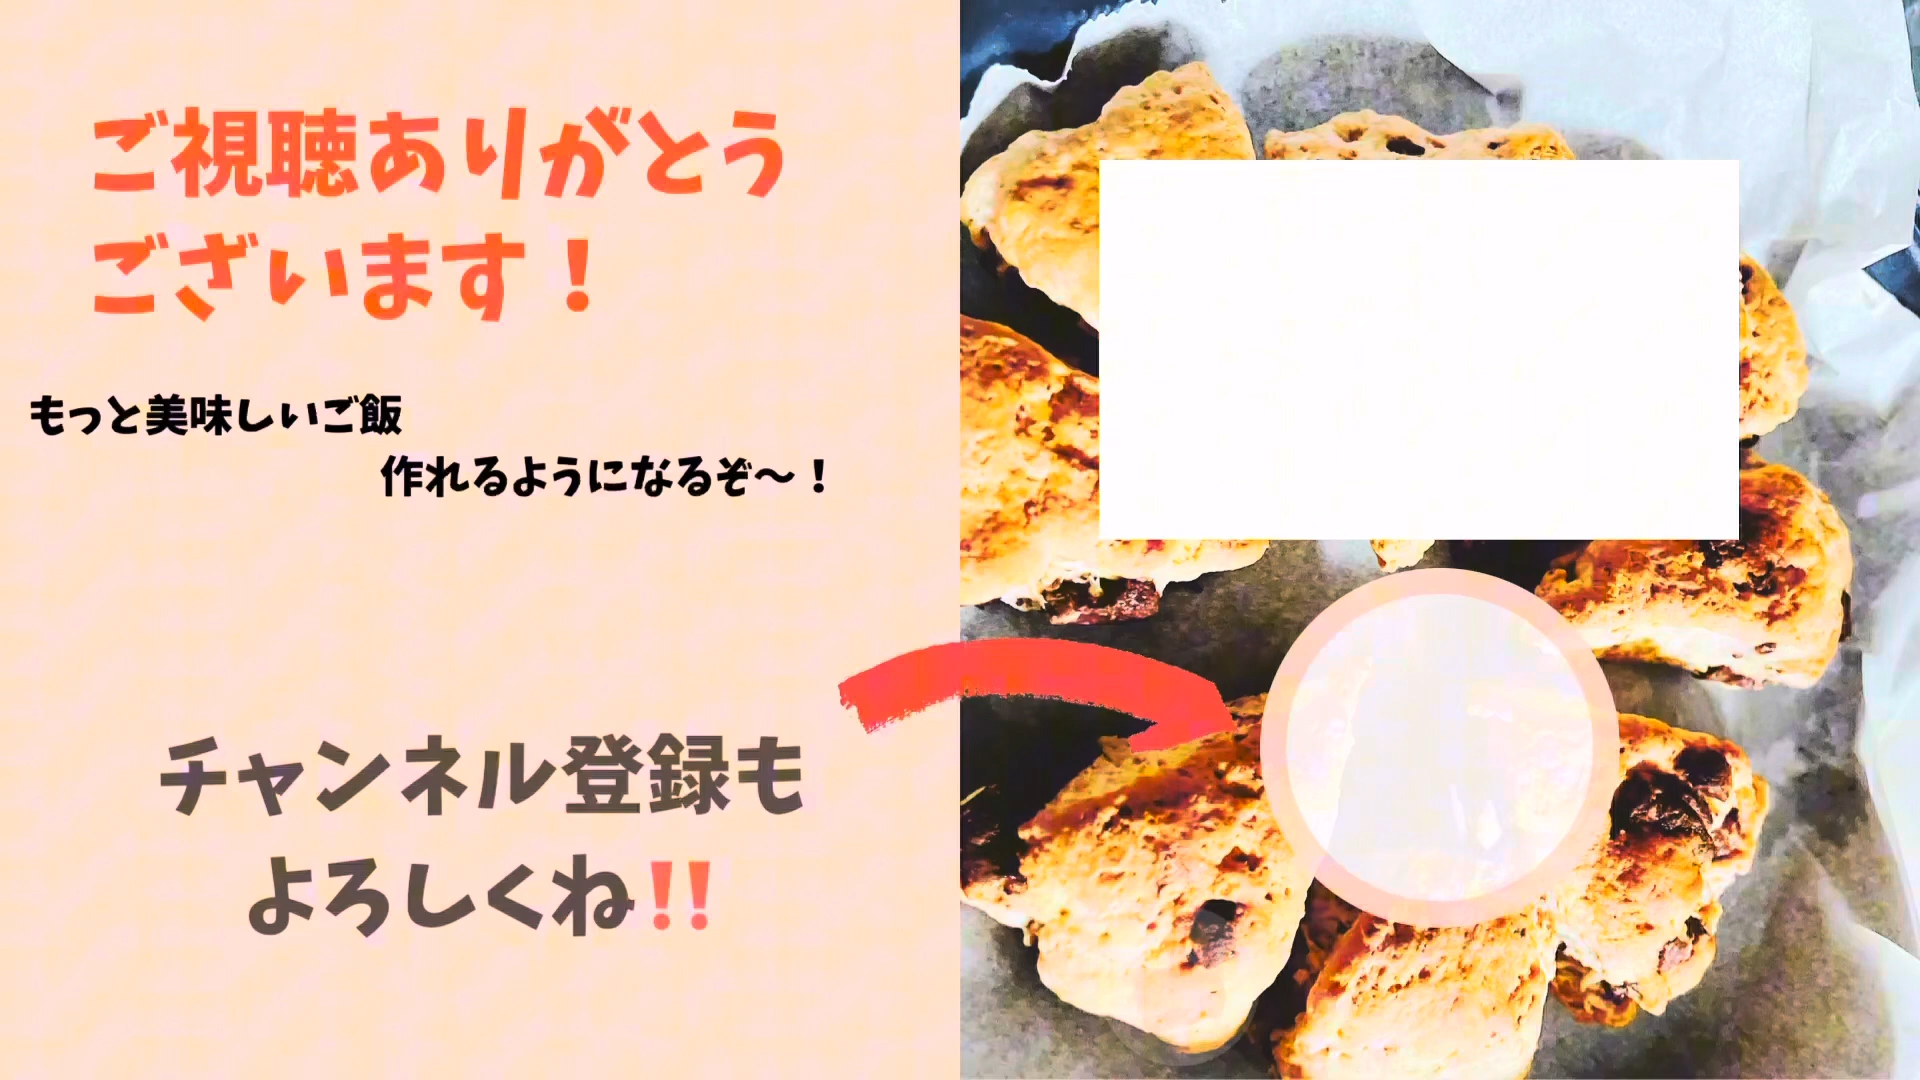 ご視聴ありがとう
ございます！
もっと美味しいご飯
作れるようになるぞ〜！
チャンネル登録も
よろしくね‼